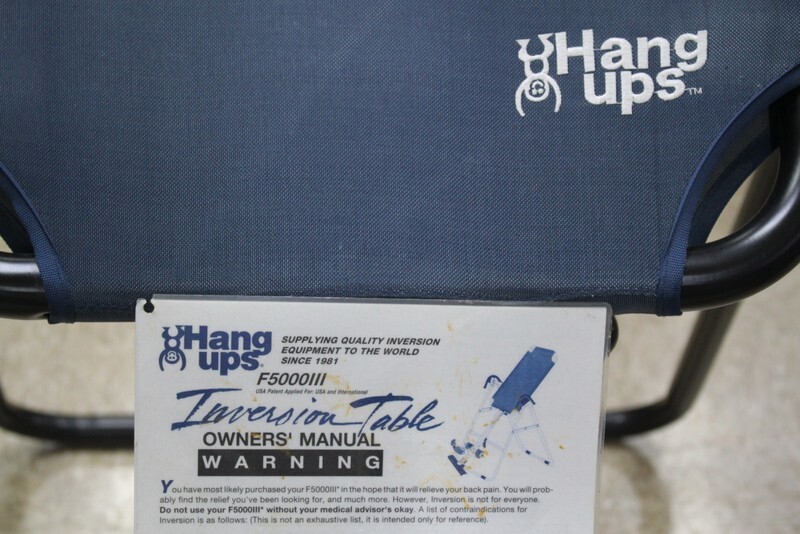 Hang
ups™
Hang
ups®
SUPPLYING QUALITY INVERSION
EQUIPMENT TO THE WORLD
SINCE 1981
F5000III
USA Patent Applied For: USA and International
Inversion Table
OWNERS' MANUAL
WARNING
You have most likely purchased your F5000III* in the hope that it will relieve your back pain. You will prob-
ably find the relief you've been looking for, and much more. However, Inversion is not for everyone.
Do not use your F5000III* without your medical advisor's okay. A list of contraindications for
Inversion is as follows: (This is not an exhaustive list, it is intended only for reference).